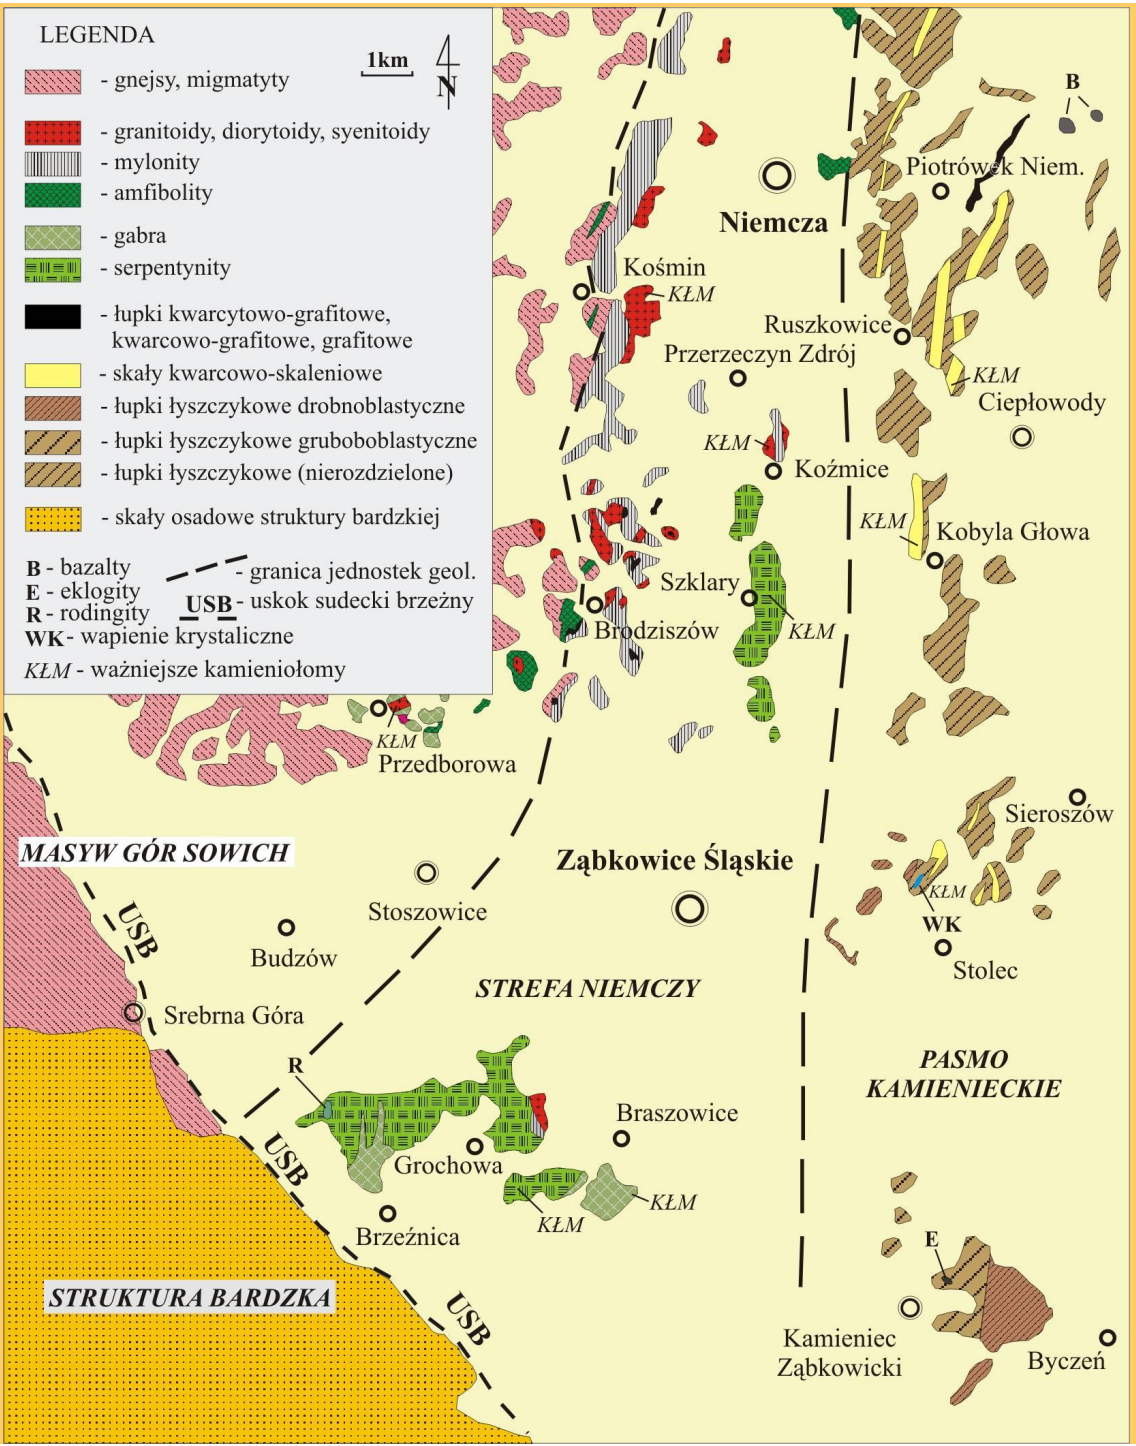 LEGENDA
1km
N
- gnejsy, migmatyty
- granitoidy, diorytoidy, syenitoidy
- mylonity
- amfibolity
- gabra
- serpentynity
- łupki kwarcytowo-grafitowe,
kwarcowo-grafitowe, grafitowe
- skały kwarcowo-skaleniowe
- łupki łyszczykowe drobnoblastyczne
- łupki łyszczykowe gruboboblastyczne
- łupki łyszczykowe (nierozdzielone)
- skały osadowe struktury bardzkiej
B - bazalty
- granica jednostek geol.
E - eklogity
R - rodingity
USB - uskok sudecki brzeżny
WK - wapienie krystaliczne
KŁM - ważniejsze kamieniołomy
B
Piotrówek Niem.
Niemcza
Kośmin
KŁM
Ruszkowice
Przerzeczyn Zdrój
KŁM
Ciepłowody
KŁM
Koźmice
KŁM
Kobyla Głowa
Szklary
KŁM
Brodziszów
KŁM
Przedborowa
Sieroszów
MASYW GÓR SOWICH
Ząbkowice Śląskie
KŁM
WK
Stoszowice
USB
Budzów
Stolec
STREFA NIEMCZY
Srebrna Góra
PASMO
KAMIENIECKIE
R
Braszowice
USB
Grochowa
KŁM
KŁM
Brzeźnica
E
STRUKTURA BARDZKA
USB
Kamieniec
Ząbkowicki
Byczeń